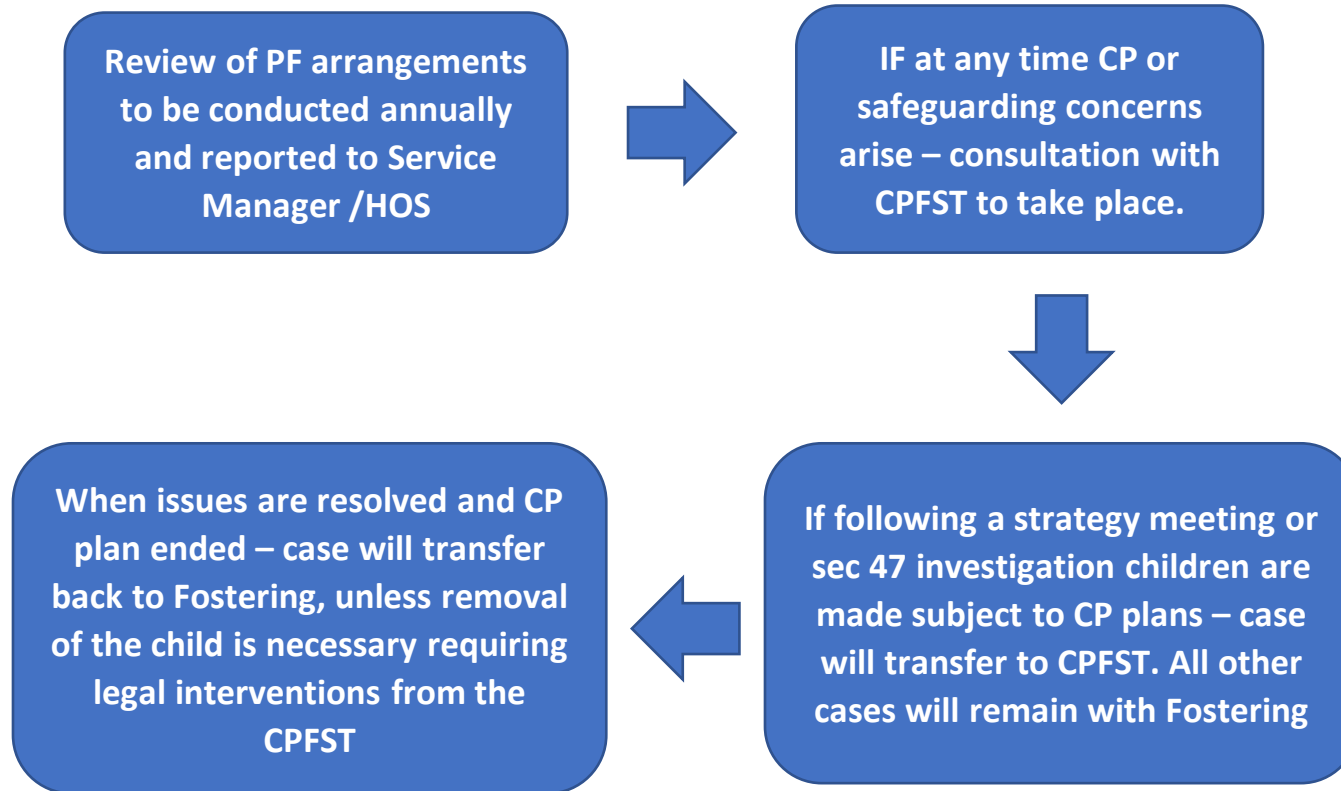 Review of PF arrangements
to be conducted annually
and reported to Service
Manager /HOS
IF at any time CP or
safeguarding concerns
arise – consultation with
CPFST to take place.
If following a strategy meeting or
sec 47 investigation children are
made subject to CP plans – case
will transfer to CPFST. All other
cases will remain with Fostering
When issues are resolved and CP
plan ended – case will transfer
back to Fostering, unless removal
of the child is necessary requiring
legal interventions from the
CPFST